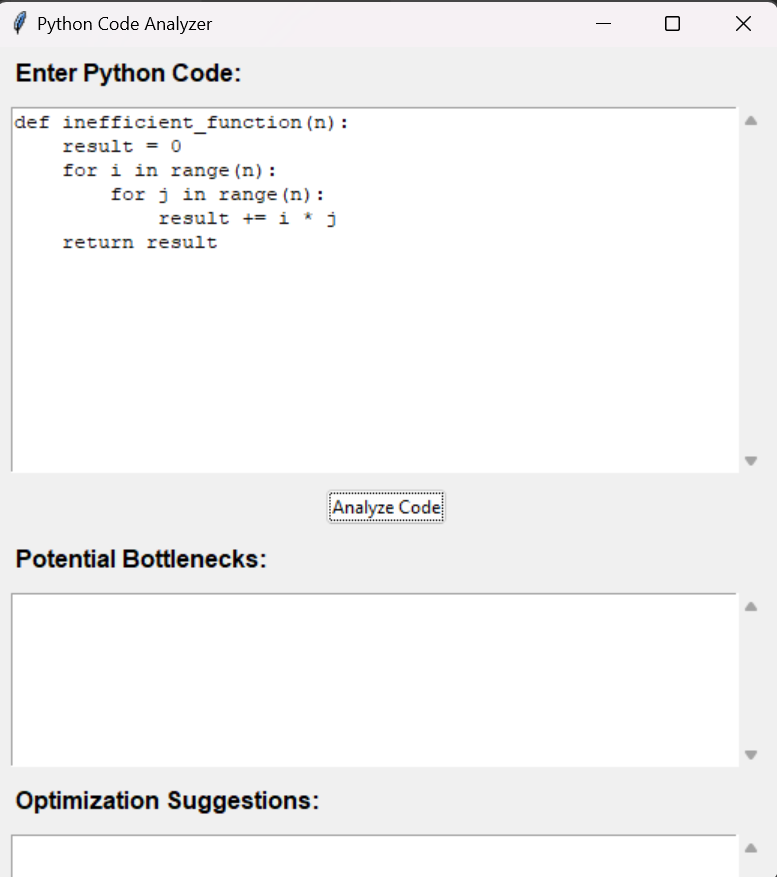 Python Code Analyzer
Enter Python Code:
def inefficient_function(n):
    result = 0
    for i in range(n):
        for j in range(n):
            result += i * j
    return result
Analyze Code
Potential Bottlenecks:
Optimization Suggestions: